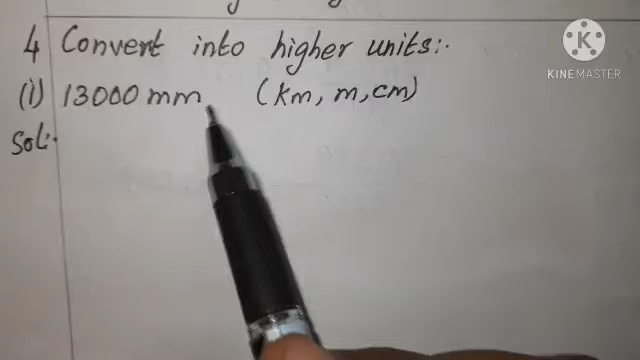 4 Convert into higher units:.
(i) 13000 mm (km, m, cm)
Sol:.
K
KINEMASTER